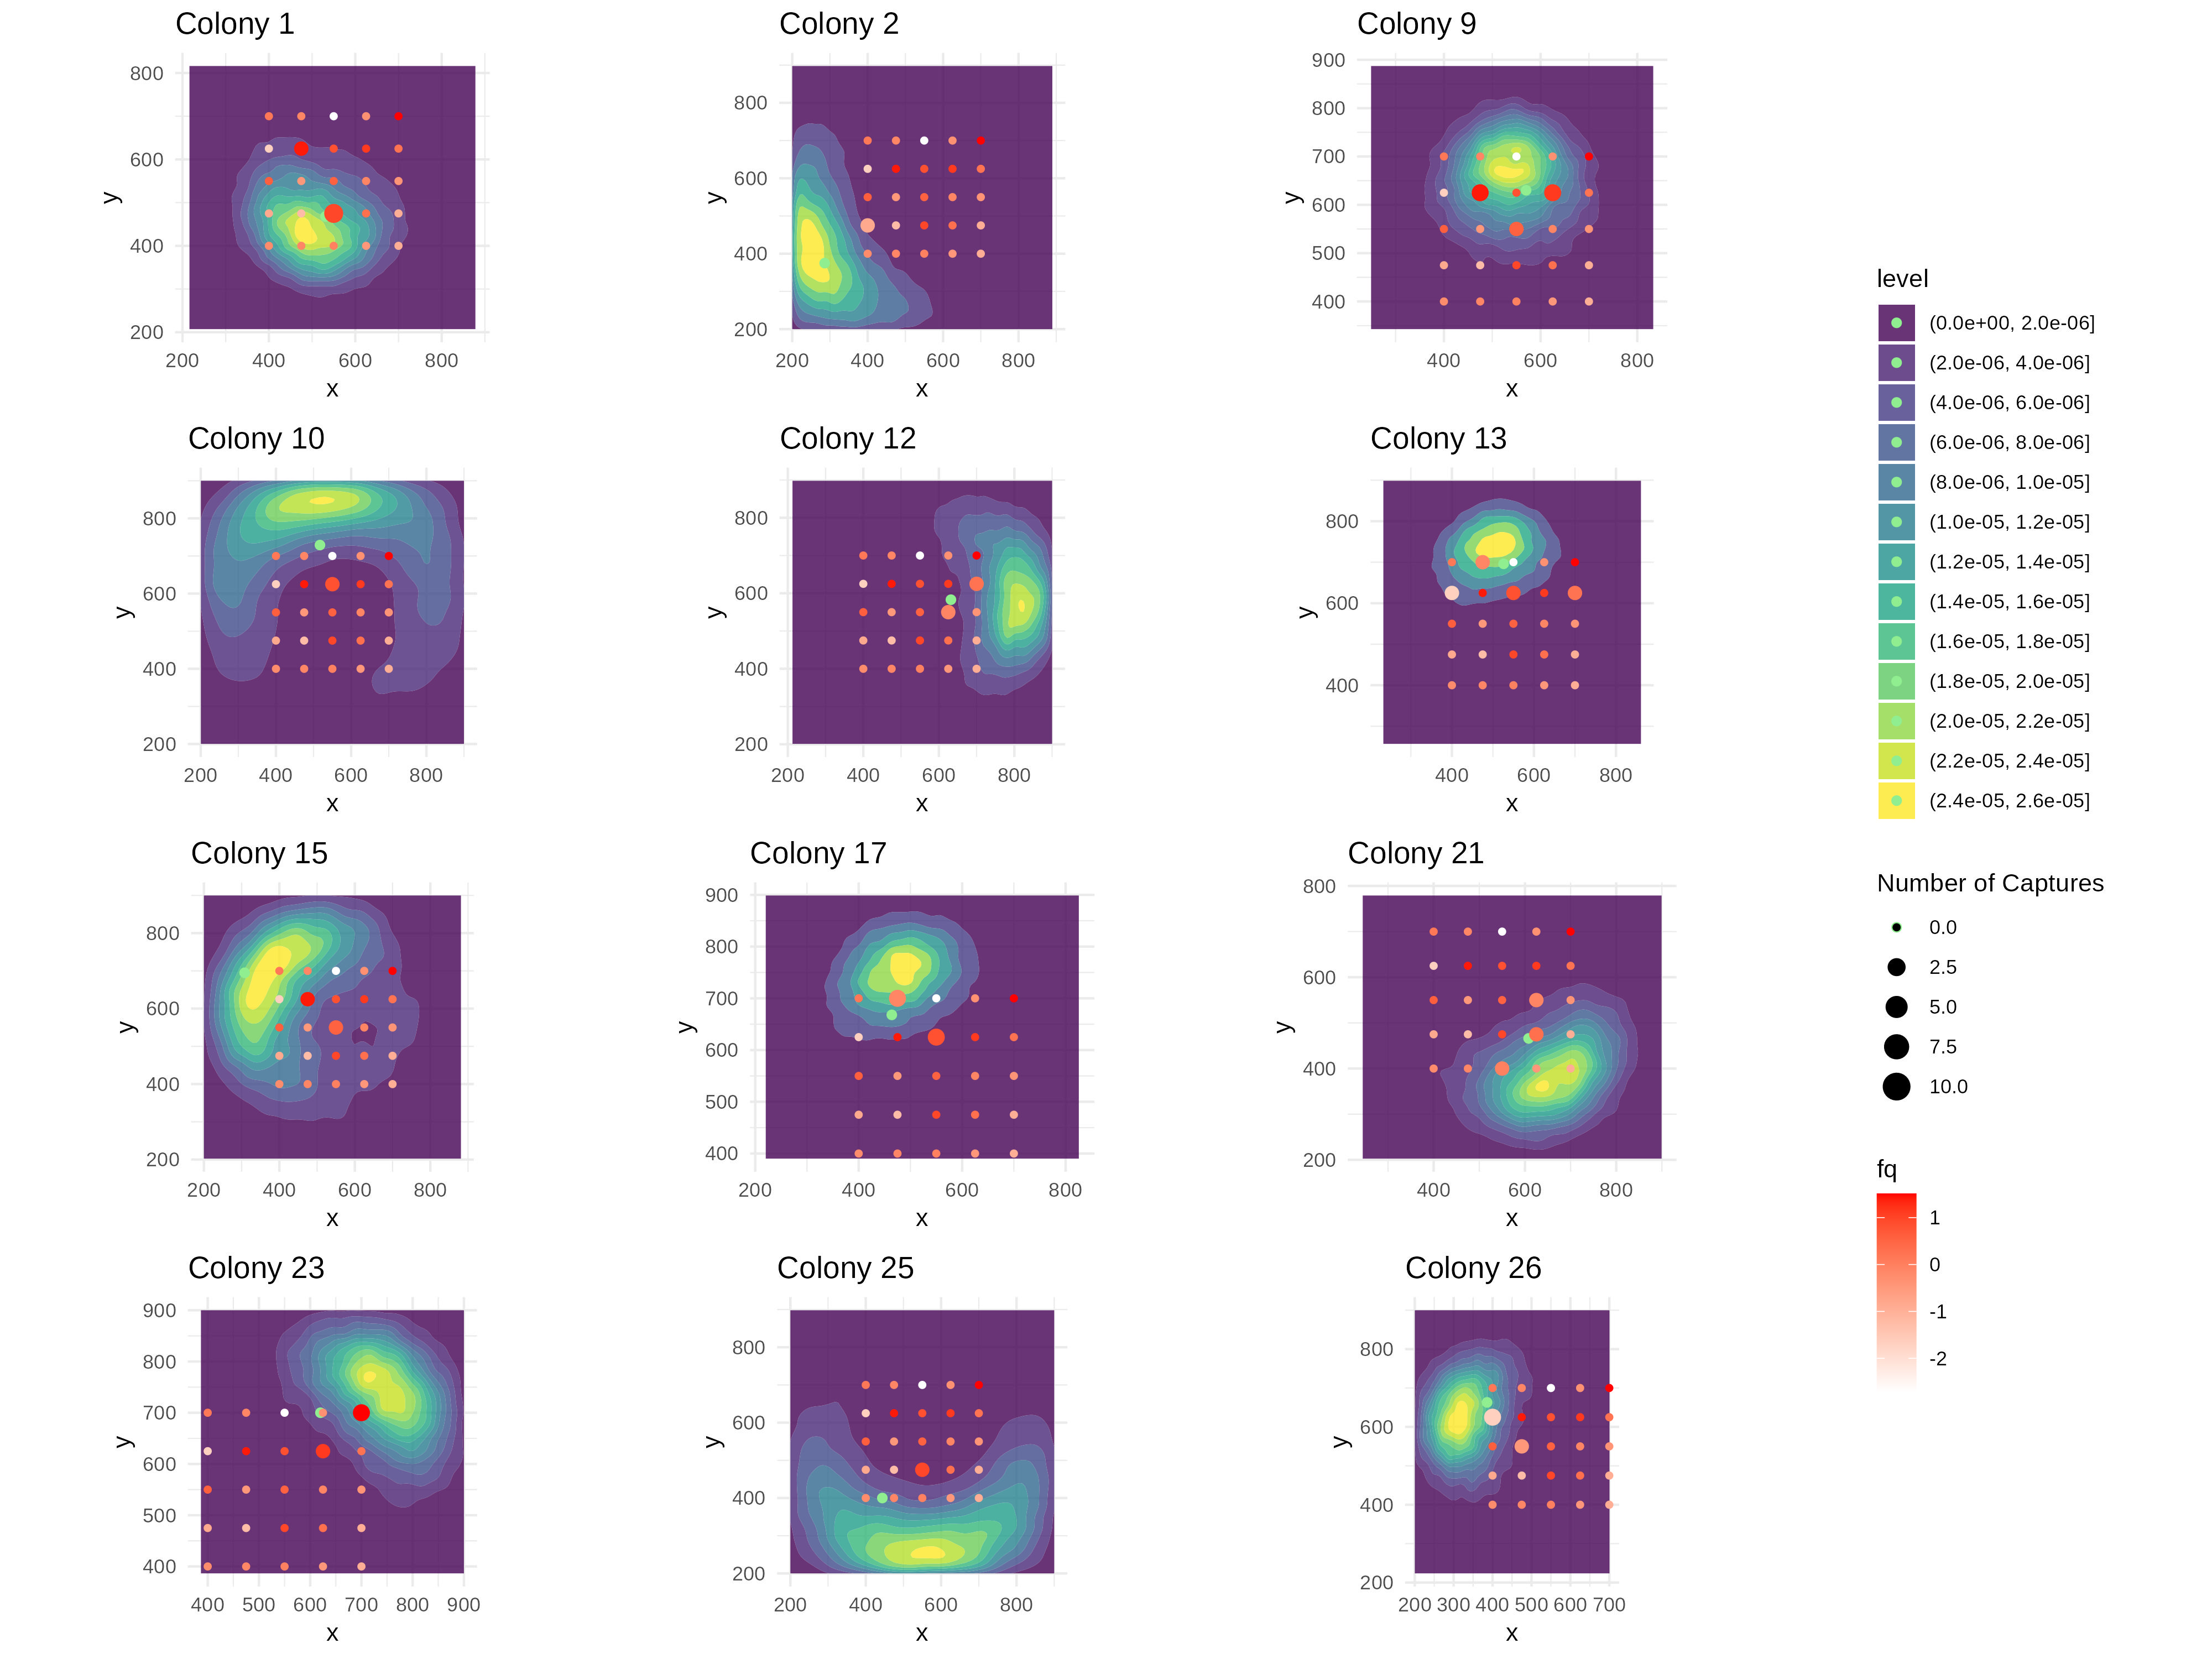 Colony 1
800
600
400
200
y
200 400 600 800
x
Colony 2
800
600
400
200
y
200 400 600 800
x
Colony 9
900
800
700
600
500
400
y
400 600 800
x
Colony 10
800
600
400
200
y
200 400 600 800
x
Colony 12
800
600
400
200
y
200 400 600 800
x
Colony 13
800
600
400
y
400 600 800
x
Colony 15
800
600
400
200
y
200 400 600 800
x
Colony 17
900
800
700
600
500
400
y
200 400 600 800
x
Colony 21
800
600
400
200
y
400 600 800
x
Colony 23
900
800
700
600
500
400
y
400 500 600 700 800 900
x
Colony 25
800
600
400
200
y
200 400 600 800
x
Colony 26
800
600
400
200
y
200 300 400 500 600 700
x
level
(0.0e+00, 2.0e-06]
(2.0e-06, 4.0e-06]
(4.0e-06, 6.0e-06]
(6.0e-06, 8.0e-06]
(8.0e-06, 1.0e-05]
(1.0e-05, 1.2e-05]
(1.2e-05, 1.4e-05]
(1.4e-05, 1.6e-05]
(1.6e-05, 1.8e-05]
(1.8e-05, 2.0e-05]
(2.0e-05, 2.2e-05]
(2.2e-05, 2.4e-05]
(2.4e-05, 2.6e-05]
Number of Captures
0.0
2.5
5.0
7.5
10.0
fq
1
0
-1
-2